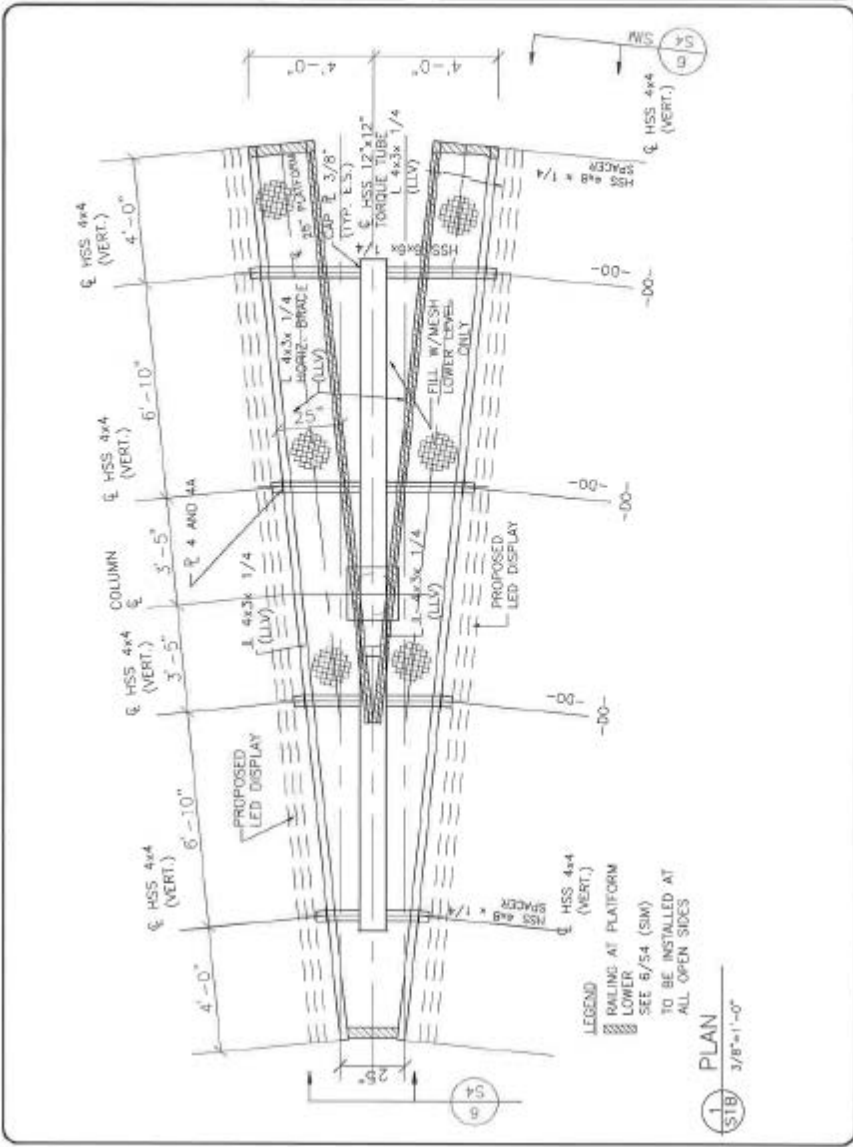 4'-0"
4'-0"
6
S4
SIM
℄ HSS 4x4
(VERT.)
4'-0"
℄ HSS 4x4
(VERT.)
6'-10"
℄ HSS 4x4
(VERT.)
3'-5"
COLUMN
℄
3'-5"
℄ HSS 4x4
(VERT.)
6'-10"
℄ HSS 4x4
(VERT.)
4'-0"
℄ 25" PLATFORM
CAP ℙ 3/8"
(TYP. E.S.)
℄ HSS 12"x12"
TORQUE TUBE
L 4x3x 1/4
(LLV)
HSS 4x8 x 1/4
SPACER
HSS 6x6x 1/4
L 4x3x 1/4
HORIZ. BRACE
(LLV)
FILL W/MESH
LOWER LEVEL
ONLY
-DO-
-DO-
ℙ 4 AND 4A
-DO-
-DO-
4x3x 1/4
(LLV)
4x3x 1/4
(LLV)
PROPOSED
LED DISPLAY
-DO-
-DO-
PROPOSED
LED DISPLAY
HSS 4x8 x 1/4
SPACER
℄ HSS 4x4
(VERT.)
25"
6
S4
LEGEND
RAILING AT PLATFORM
LOWER
SEE 6/S4 (SIM)
TO BE INSTALLED AT
ALL OPEN SIDES
1
S1B
PLAN
3/8"=1'-0"